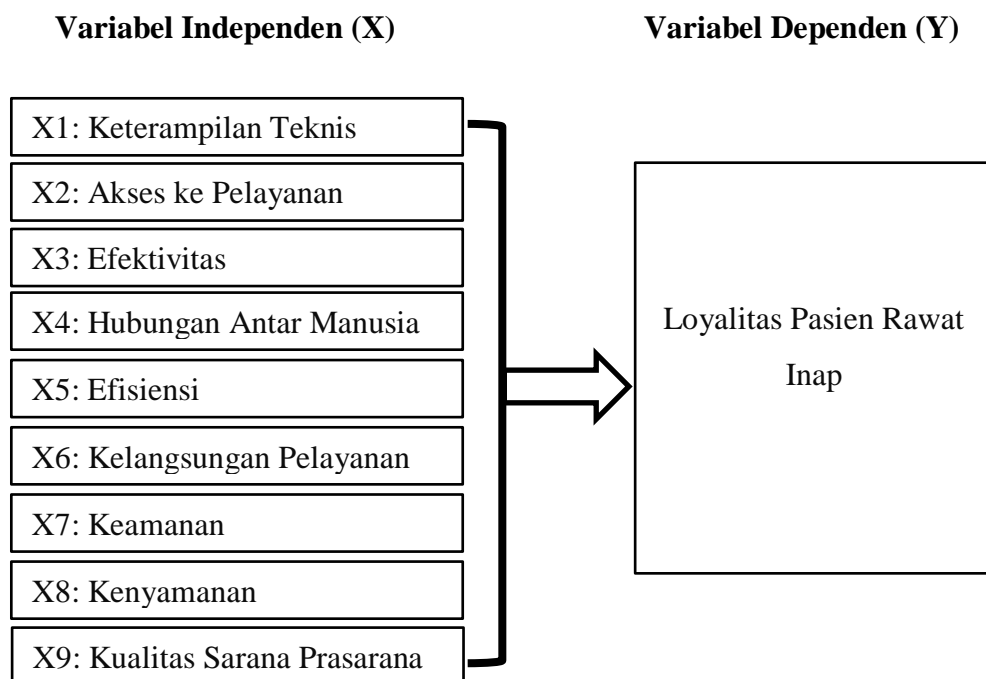 Variabel Independen (X)
Variabel Dependen (Y)
X1: Keterampilan Teknis
X2: Akses ke Pelayanan
X3: Efektivitas
X4: Hubungan Antar Manusia
X5: Efisiensi
X6: Kelangsungan Pelayanan
X7: Keamanan
X8: Kenyamanan
X9: Kualitas Sarana Prasarana
Loyalitas Pasien Rawat
Inap